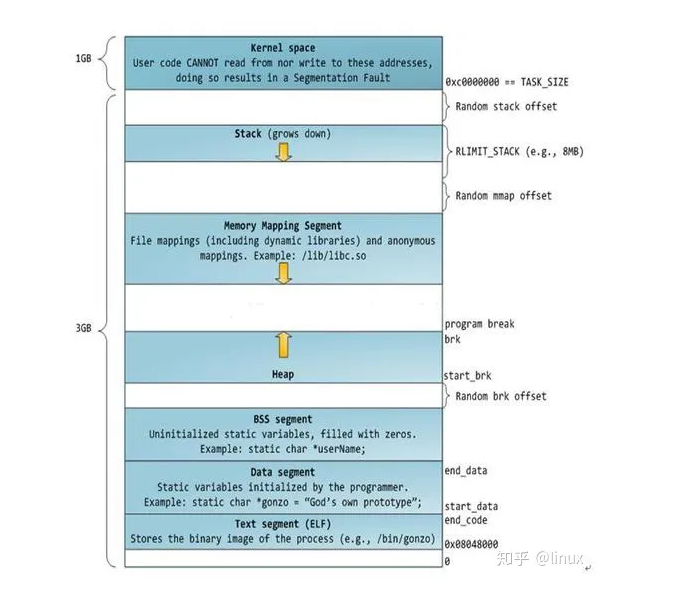 Kernel space
1GB
User code CANNOT read from nor write to these addresses,
doing so results in a Segmentation Fault
0xc0000000 == TASK_SIZE
Random stack offset
Stack (grows down)
RLIMIT_STACK (e.g., 8MB)
Random mmap offset
Memory Mapping Segment
File mappings (including dynamic libraries) and anonymous
mappings. Example: /lib/libc.so
3GB
program break
brk
Heap
start_brk
Random brk offset
BSS segment
Uninitialized static variables, filled with zeros.
Example: static char *userName;
Data segment
end_data
Static variables initialized by the programmer.
Example: static char *gonzo = “God’s own prototype”;
start_data
end_code
Text segment (ELF)
Stores the binary image of the process (e.g., /bin/gonzo)
0x08048000
0
知乎 @linux